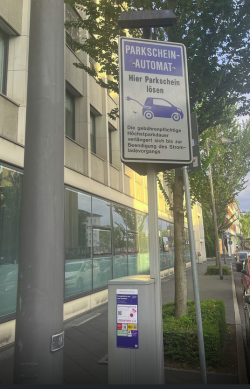 PARKSCHEIN-
-AUTOMAT-
Hier Parkschein
lösen
Die gebührenpflichtige
Höchstparkdauer
verlängert sich bis zur
Beendigung des Strom-
ladevorgangs